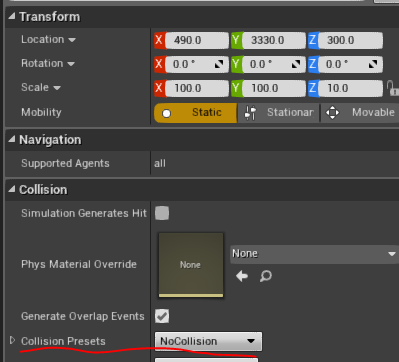 Transform
Location X 490.0 Y 3330.0 Z 300.0
Rotation X 0.0 ° Y 0.0 ° Z 0.0 °
Scale X 100.0 Y 100.0 Z 10.0
Mobility Static Stationar Movable
Navigation
Supported Agents all
Collision
Simulation Generates Hit
Phys Material Override None None
Generate Overlap Events
Collision Presets NoCollision